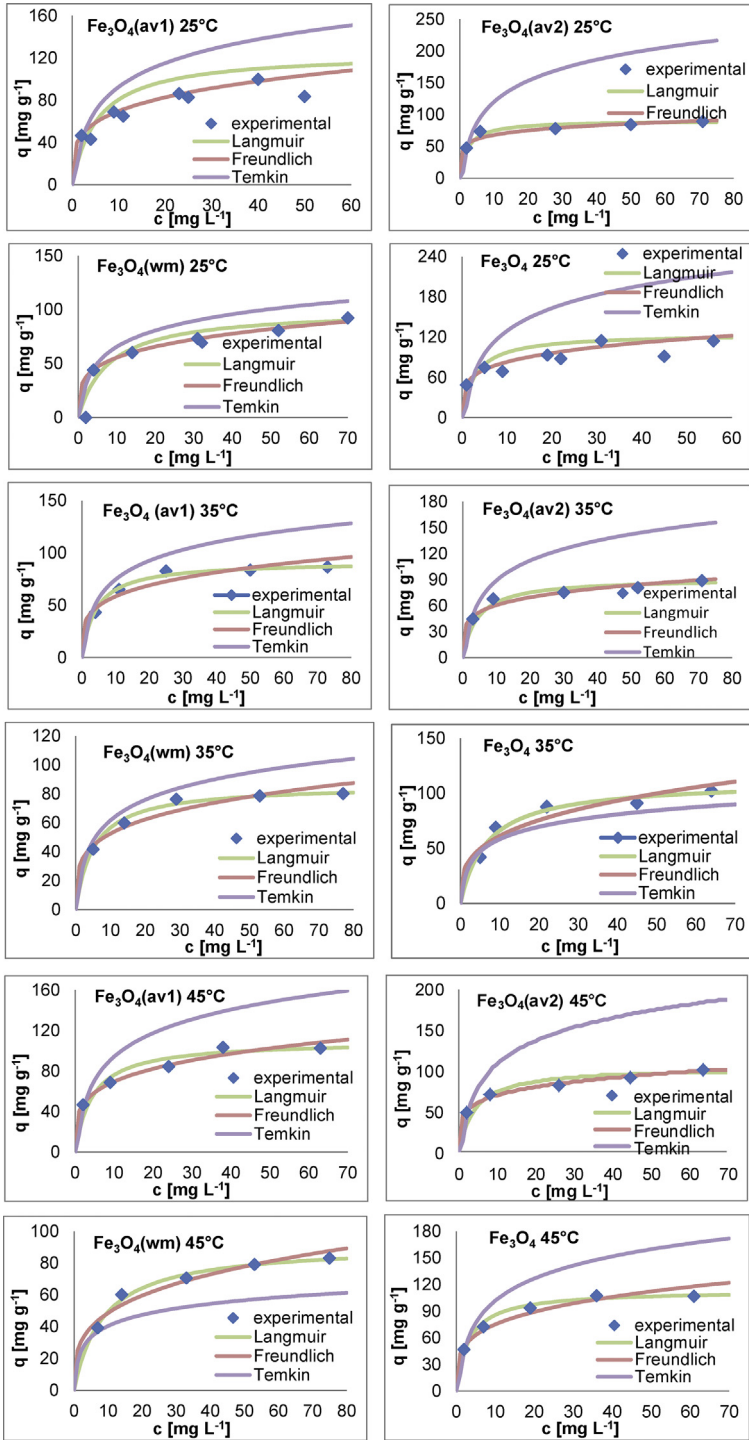 Fe₃O₄(av1) 25°C
160
120
80
40
0
q [mg g⁻¹]
experimental
Langmuir
Freundlich
Temkin
0 10 20 30 40 50 60
c [mg L⁻¹]
Fe₃O₄(av2) 25°C
250
200
150
100
50
0
q [mg g⁻¹]
experimental
Langmuir
Freundlich
0 10 20 30 40 50 60 70 80
c [mg L⁻¹]
Fe₃O₄(wm) 25°C
150
100
50
0
q [mg g⁻¹]
experimental
Langmuir
Freundlich
Temkin
0 10 20 30 40 50 60 70
c [mg L⁻¹]
Fe₃O₄ 25°C
240
180
120
60
0
q [mg g⁻¹]
experimental
Langmuir
Freundlich
Temkin
0 10 20 30 40 50 60
c [mg L⁻¹]
Fe₃O₄ (av1) 35°C
150
100
50
0
q [mg g⁻¹]
experimental
Langmuir
Freundlich
Temkin
0 10 20 30 40 50 60 70 80
c [mg L⁻¹]
Fe₃O₄(av2) 35°C
180
150
120
90
60
30
0
q [mg g⁻¹]
experimental
Langmuir
Freundlich
Temkin
0 10 20 30 40 50 60 70 80
c [mg L⁻¹]
Fe₃O₄(wm) 35°C
120
100
80
60
40
20
0
q [mg g⁻¹]
experimental
Langmuir
Freundlich
Temkin
0 10 20 30 40 50 60 70 80
c [mg L⁻¹]
Fe₃O₄ 35°C
150
100
50
0
q [mg g⁻¹]
experimental
Langmuir
Freundlich
Temkin
0 10 20 30 40 50 60 70
c [mg L⁻¹]
Fe₃O₄(av1) 45°C
160
120
80
40
0
q [mg g⁻¹]
experimental
Langmuir
Freundlich
Temkin
0 10 20 30 40 50 60 70
c [mg L⁻¹]
Fe₃O₄(av2) 45°C
200
150
100
50
0
q [mg g⁻¹]
experimental
Langmuir
Freundlich
Temkin
0 10 20 30 40 50 60 70
c [mg L⁻¹]
Fe₃O₄(wm) 45°C
100
80
60
40
20
0
q [mg g⁻¹]
experimental
Langmuir
Freundlich
Temkin
0 20 40 60 80
c [mg L⁻¹]
Fe₃O₄ 45°C
180
150
120
90
60
30
0
q [mg g⁻¹]
experimental
Langmuir
Freundlich
Temkin
0 10 20 30 40 50 60 70
c [mg L⁻¹]